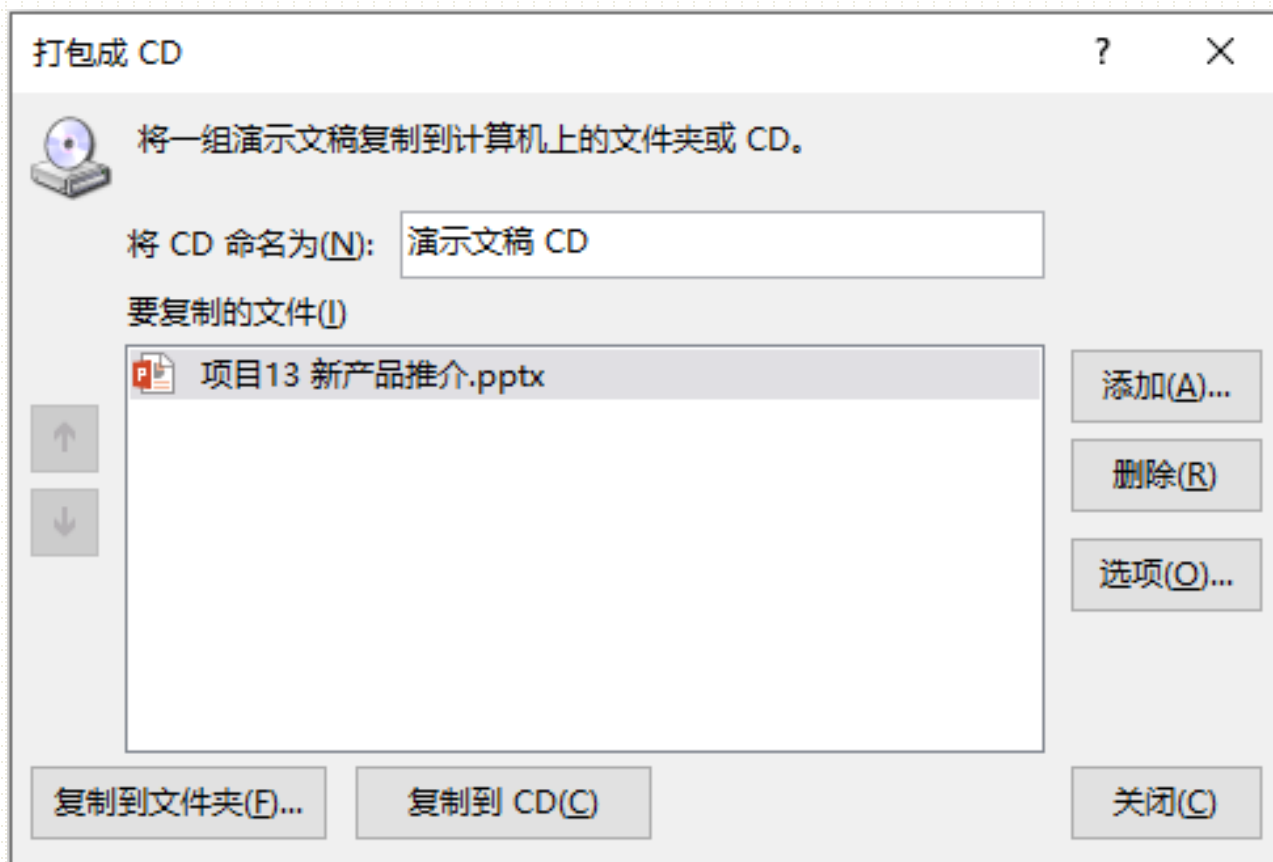 打包成 CD
?
将一组演示文稿复制到计算机上的文件夹或 CD。
将 CD 命名为(N):
演示文稿 CD
要复制的文件(I)
项目13 新产品推介.pptx
添加(A)...
删除(R)
选项(O)...
复制到文件夹(F)...
复制到 CD(C)
关闭(C)